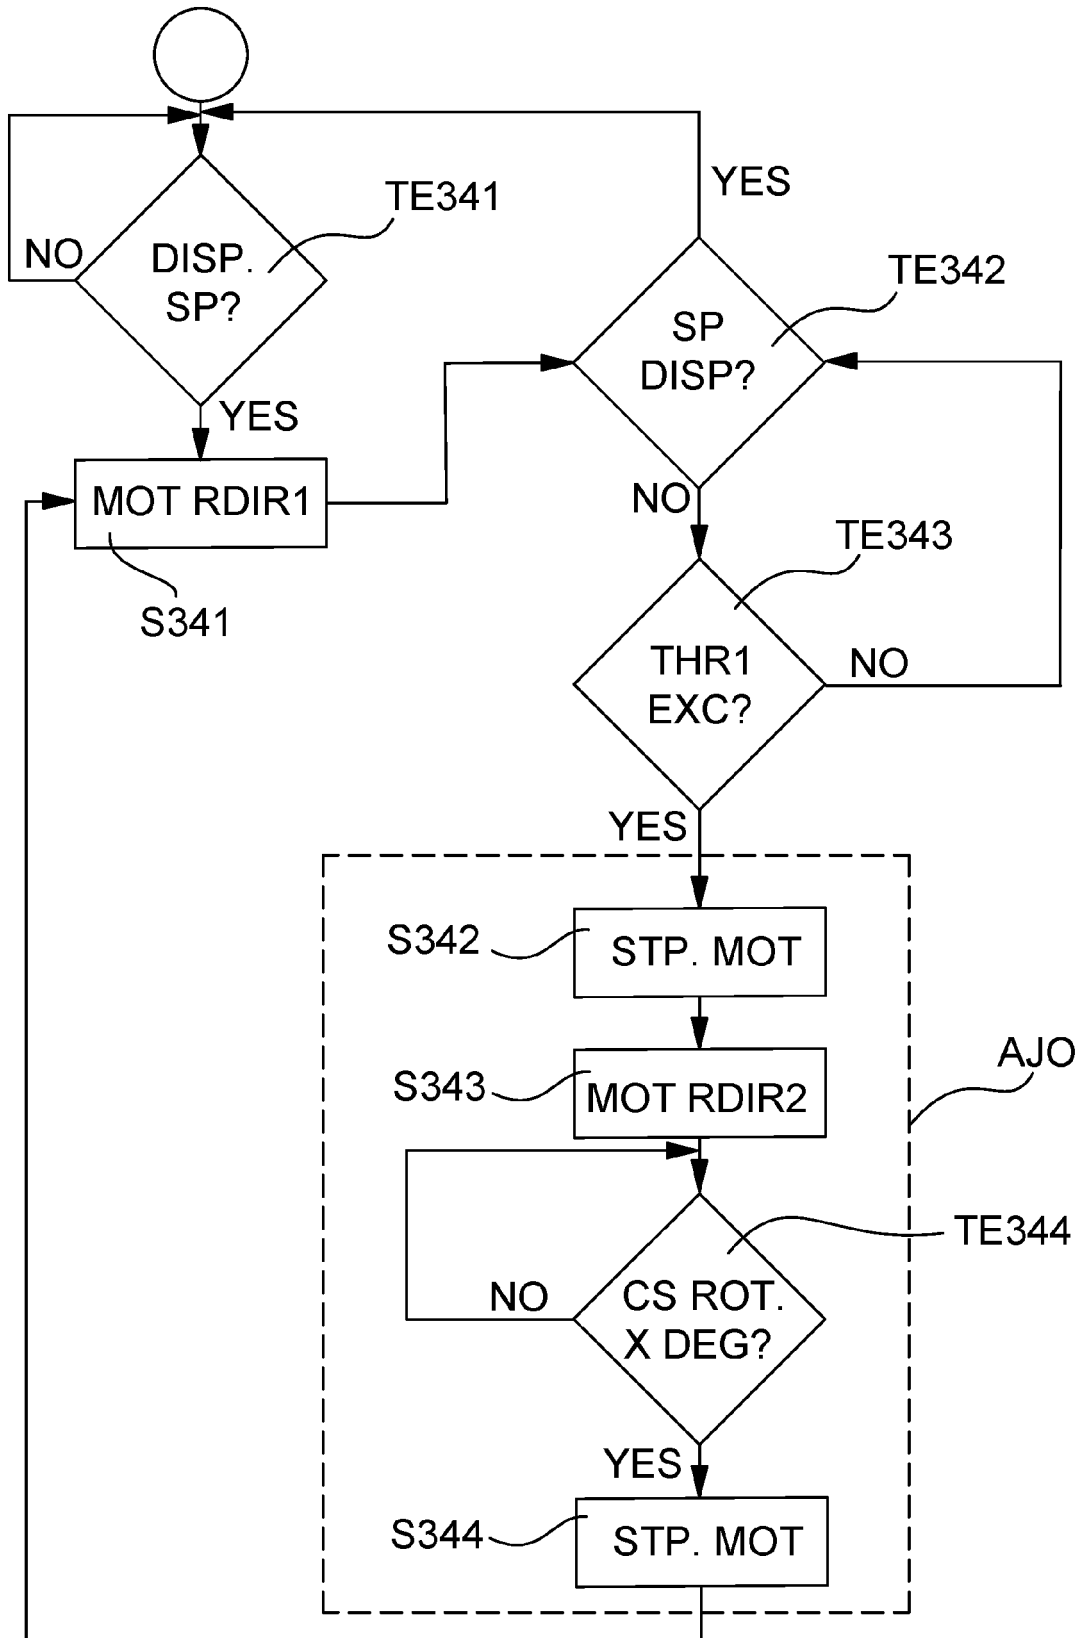 YES
TE341
NO
DISP.
SP?
TE342
SP
DISP?
YES
MOT RDIR1
NO
TE343
S341
THR1
EXC?
NO
YES
S342
STP. MOT
AJO
S343
MOT RDIR2
TE344
NO
CS ROT.
X DEG?
YES
S344
STP. MOT